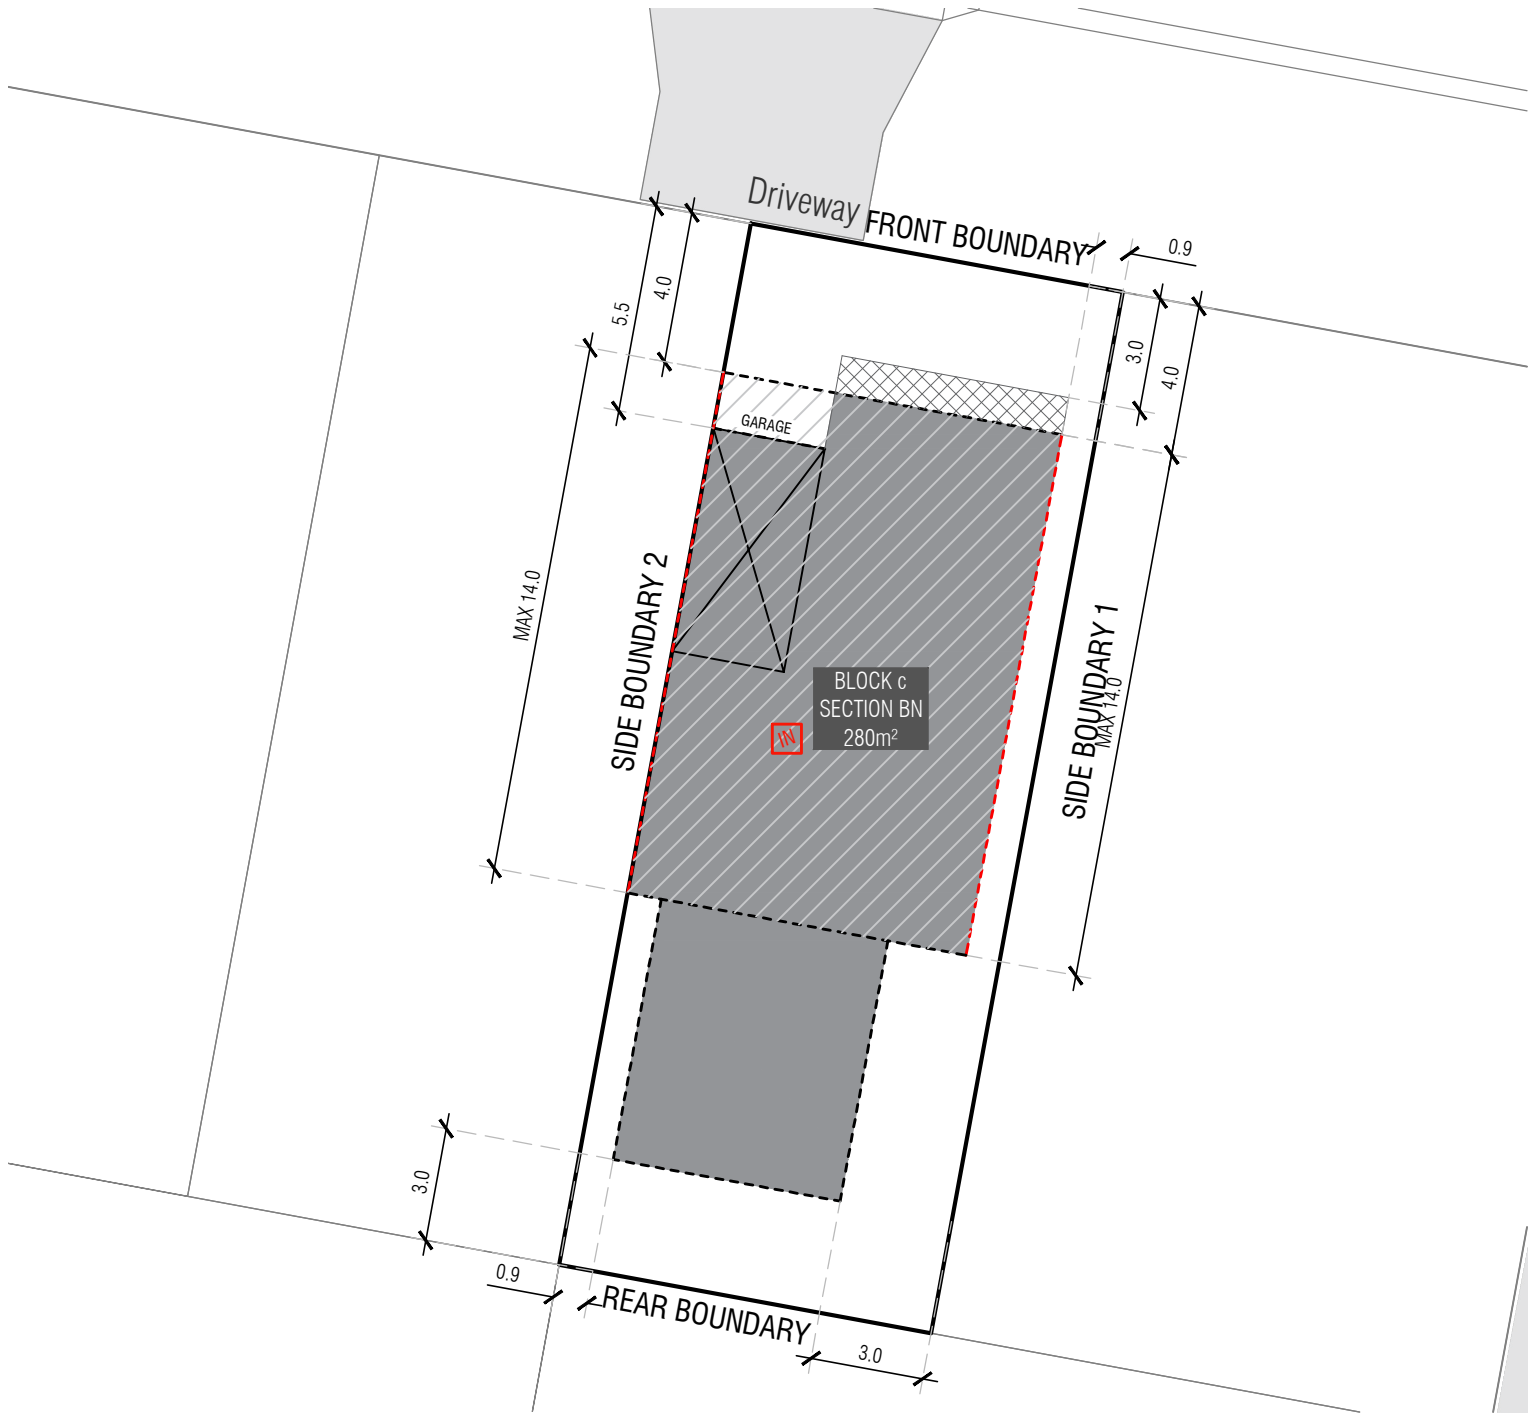 Driveway
FRONT BOUNDARY
0.9
4.0
5.5
3.0
4.0
GARAGE
MAX 14.0
SIDE BOUNDARY 2
SIDE BOUNDARY 1
MAX 14.0
BLOCK c
SECTION BN
280m²
IN
3.0
0.9
REAR BOUNDARY
3.0